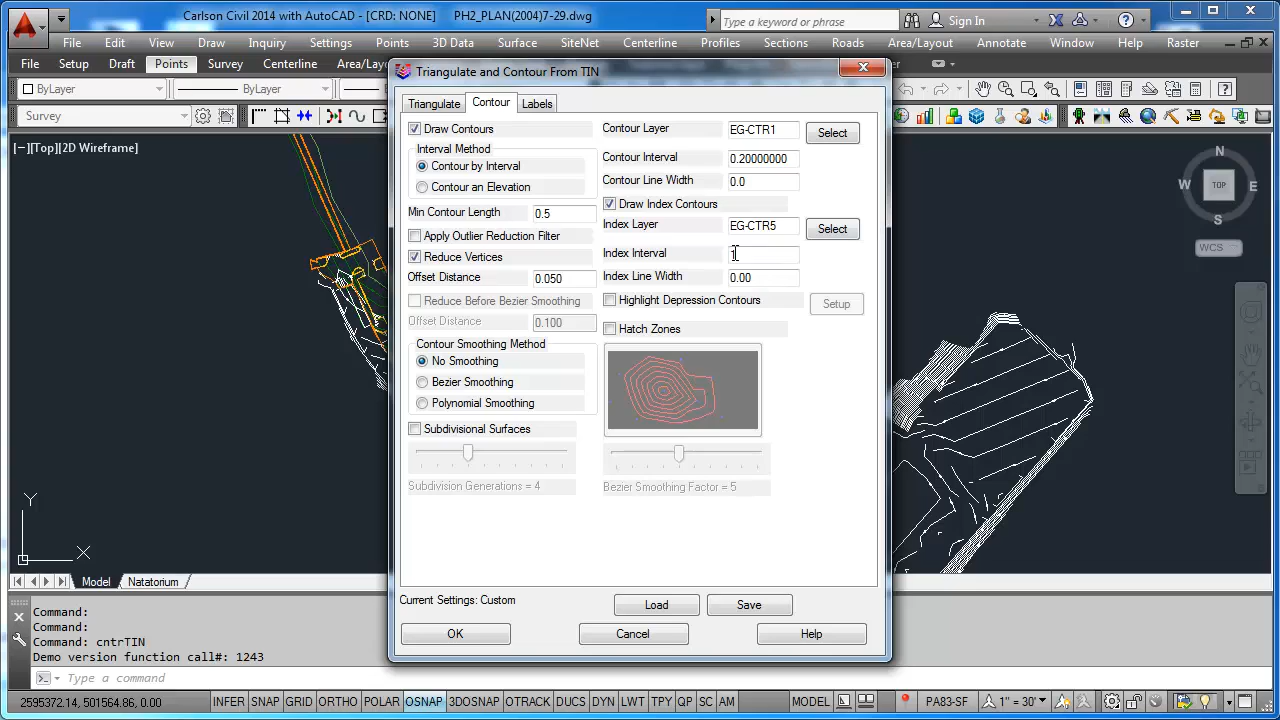 Carlson Civil 2014 with AutoCAD - [CRD: NONE] PH2_PLAN(2004)7-29.dwg Type a keyword or phrase Sign In
File Edit View Draw Inquiry Settings Points 3D Data Surface SiteNet Centerline Profiles Sections Roads Area/Layout Annotate Window Help Raster
File Setup Draft Points Survey Centerline Area/Lay
Triangulate and Contour From TIN
ByLayer ByLayer
Survey
Triangulate Contour Labels
[−][Top][2D Wireframe]
Draw Contours
Contour Layer EG-CTR1 Select
Interval Method
Contour by Interval
Contour Interval 0.20000000
Contour an Elevation
Contour Line Width 0.0
Draw Index Contours
Min Contour Length 0.5
Index Layer EG-CTR5 Select
Apply Outlier Reduction Filter
Reduce Vertices
Index Interval 1
Offset Distance 0.050
Index Line Width 0.00
Reduce Before Bezier Smoothing
Highlight Depression Contours Setup
Offset Distance 0.100
Hatch Zones
Contour Smoothing Method
No Smoothing
Bezier Smoothing
Polynomial Smoothing
Subdivisional Surfaces
Subdivision Generations = 4
Bezier Smoothing Factor = 5
N
W TOP E
S
WCS
Y
X
Model Natatorium
Current Settings: Custom Load Save
OK Cancel Help
Command:
Command:
Command: cntrTIN
Demo version function call#: 1243
Type a command
2595372.14, 501564.86, 0.00 INFER SNAP GRID ORTHO POLAR OSNAP 3DOSNAP OTRACK DUCS DYN LWT TPY QP SC AM MODEL PA83-SF 1" = 30'